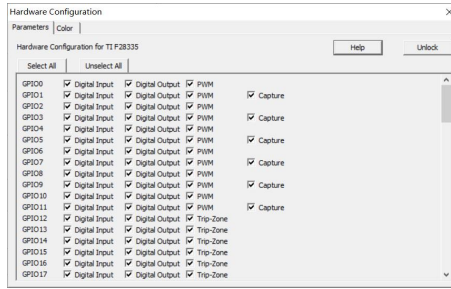 Hardware Configuration
Parameters Color
Hardware Configuration for TI F28335 Help Unlock
Select All Unselect All
GPIO0 Digital Input Digital Output PWM
GPIO1 Digital Input Digital Output PWM Capture
GPIO2 Digital Input Digital Output PWM
GPIO3 Digital Input Digital Output PWM Capture
GPIO4 Digital Input Digital Output PWM
GPIO5 Digital Input Digital Output PWM Capture
GPIO6 Digital Input Digital Output PWM
GPIO7 Digital Input Digital Output PWM Capture
GPIO8 Digital Input Digital Output PWM
GPIO9 Digital Input Digital Output PWM Capture
GPIO10 Digital Input Digital Output PWM
GPIO11 Digital Input Digital Output PWM Capture
GPIO12 Digital Input Digital Output Trip-Zone
GPIO13 Digital Input Digital Output Trip-Zone
GPIO14 Digital Input Digital Output Trip-Zone
GPIO15 Digital Input Digital Output Trip-Zone
GPIO16 Digital Input Digital Output Trip-Zone
GPIO17 Digital Input Digital Output Trip-Zone